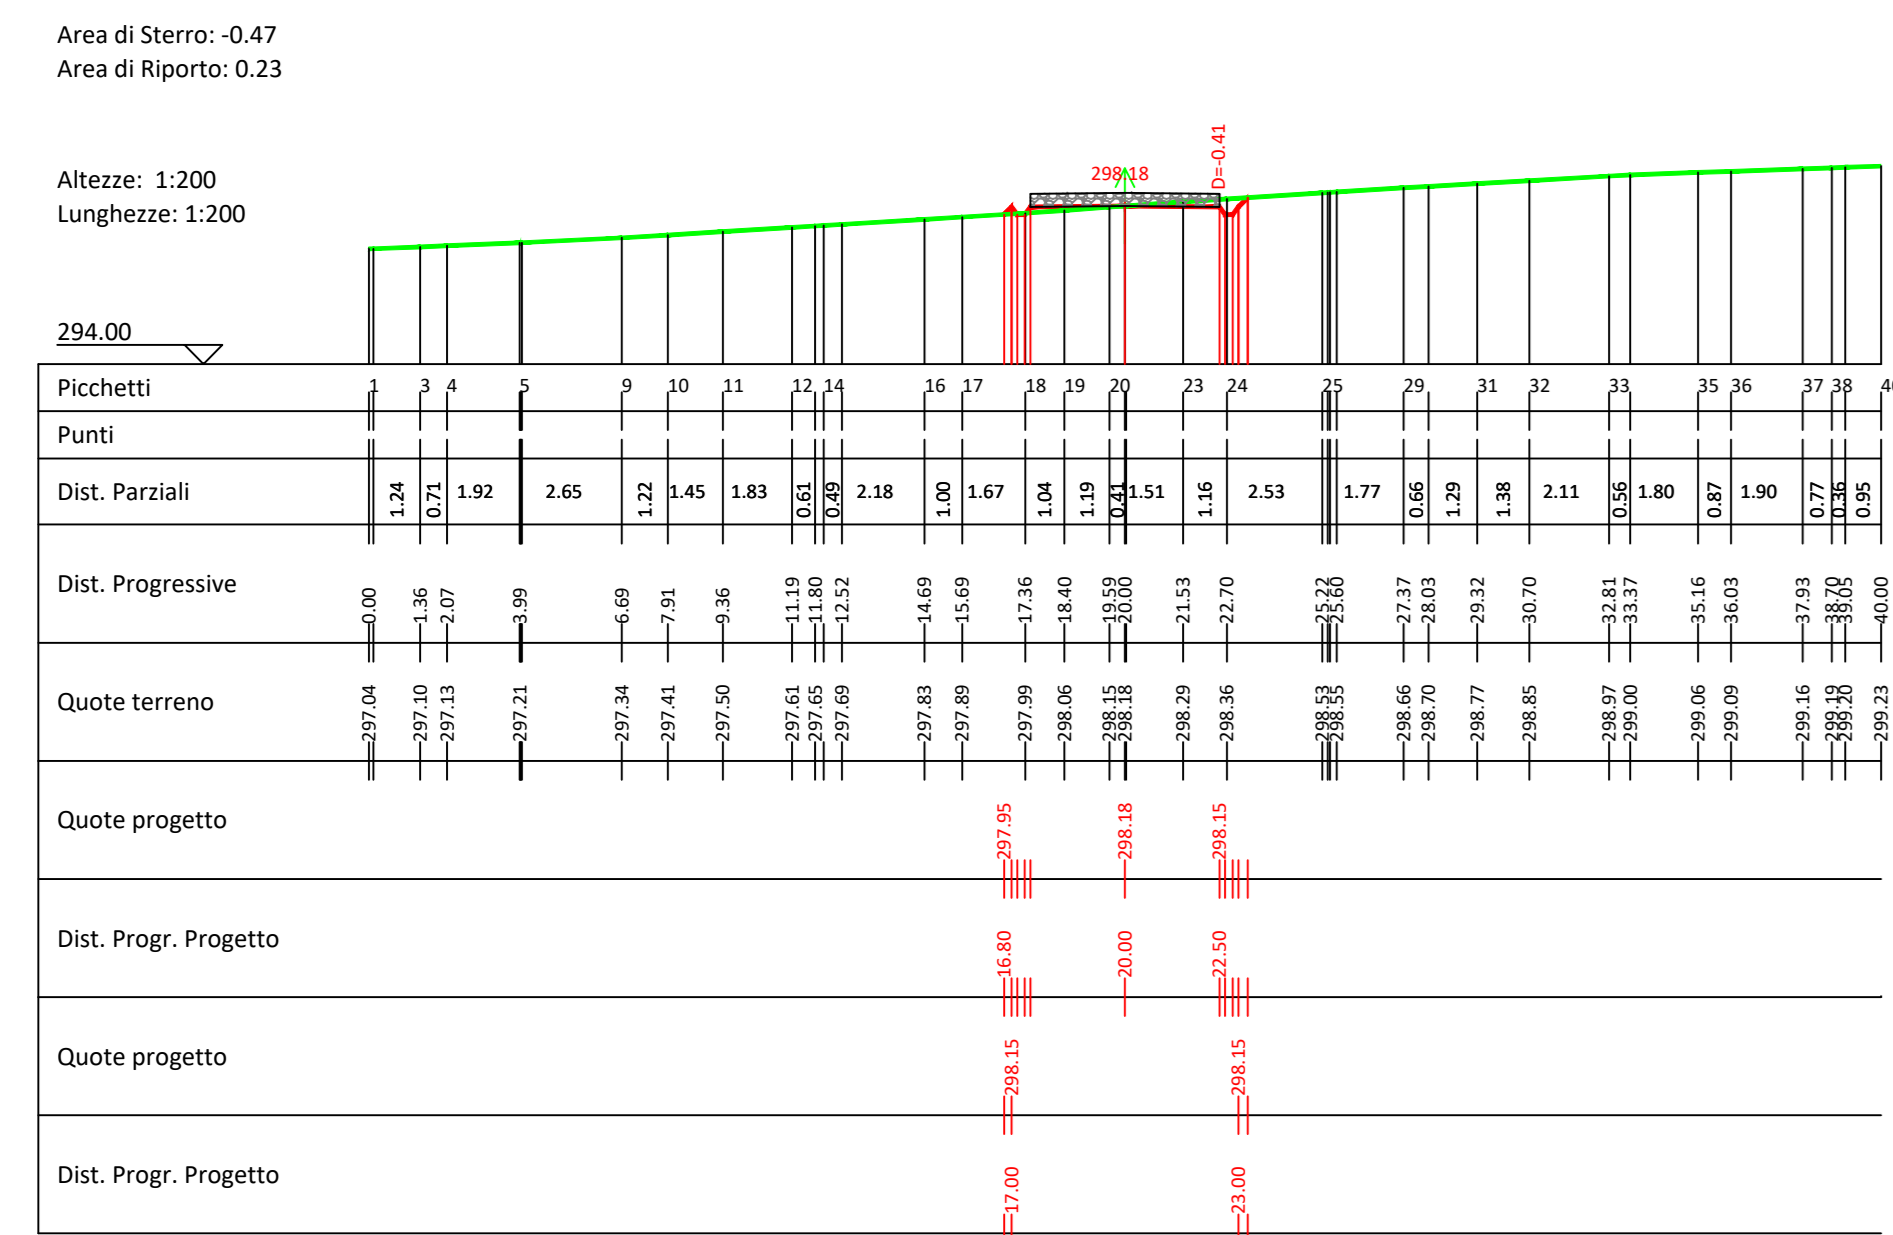 Area di Sterro: -0.47
Area di Riporto: 0.23
Altezze: 1:200
Lunghezze: 1:200
298.18
D=-0.41
294.00
Picchetti 1 3 4 5 9 10 11 12 14 16 17 18 19 20 23 24 25 29 31 32 33 35 36 37 38
Punti
Dist. Parziali 1.24 0.71 1.92 2.65 1.22 1.45 1.83 0.61 0.49 2.18 1.00 1.67 1.04 1.19 0.41 1.51 1.16 2.53 1.77 0.66 1.29 1.38 2.11 0.56 1.80 0.87 1.90 0.77 0.36 0.95
Dist. Progressive 0.00 1.36 2.07 3.99 6.69 7.91 9.36 11.19 11.80 12.52 14.69 15.69 17.36 18.40 19.59 20.00 21.53 22.70 25.22 25.60 27.37 28.03 29.32 30.70 32.81 33.37 35.16 36.03 37.93 38.70 39.05 40.00
Quote terreno 297.04 297.10 297.13 297.21 297.34 297.41 297.50 297.61 297.65 297.69 297.83 297.89 297.99 298.06 298.15 298.18 298.29 298.36 298.53 298.55 298.66 298.70 298.77 298.85 298.97 299.00 299.06 299.09 299.16 299.19 299.20 299.23
Quote progetto 297.95 298.18 298.15
Dist. Progr. Progetto 16.80 20.00 22.50
Quote progetto 298.15 298.15
Dist. Progr. Progetto 17.00 23.00